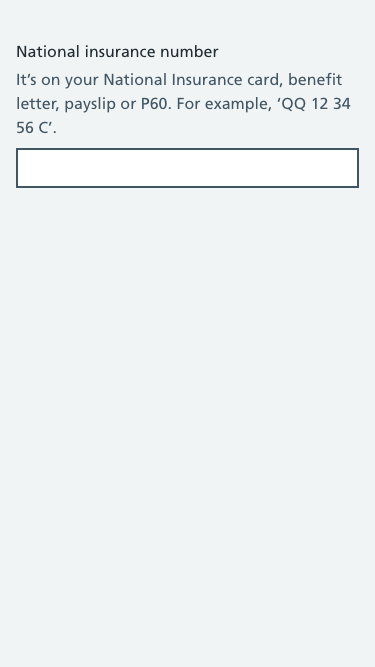 National insurance number
It’s on your National Insurance card, benefit
letter, payslip or P60. For example, ‘QQ 12 34
56 C’.